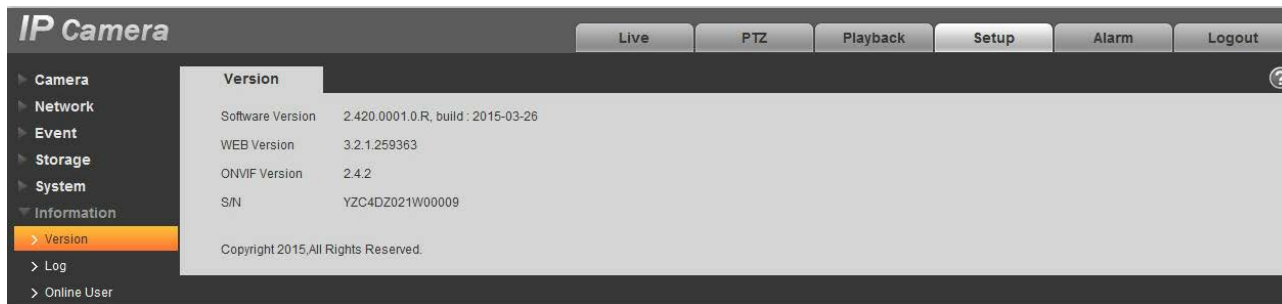 IP Camera
Live PTZ Playback Setup Alarm Logout
Camera
Network
Event
Storage
System
Information
Version
Log
Online User
Version
?
Software Version 2.420.0001.0.R, build : 2015-03-26
WEB Version 3.2.1.259363
ONVIF Version 2.4.2
S/N YZC4DZ021W00009
Copyright 2015,All Rights Reserved.